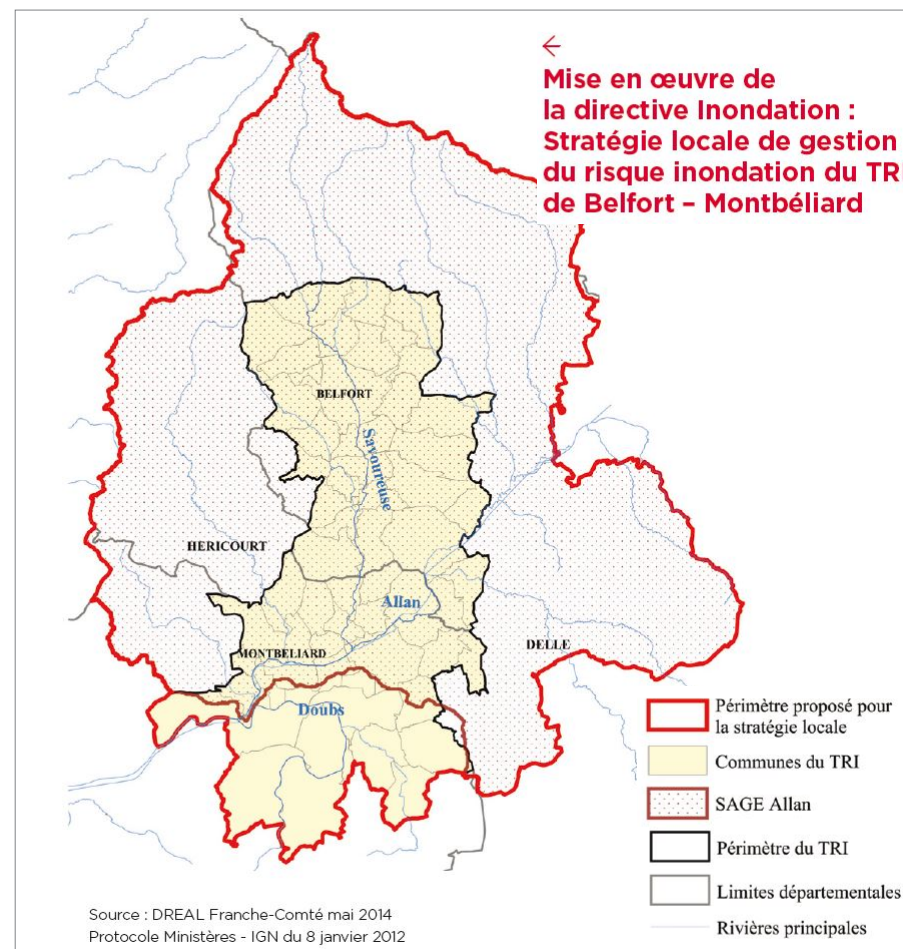 ←
Mise en œuvre de
la directive Inondation :
Stratégie locale de gestion
du risque inondation du TRI
de Belfort – Montbéliard
BELFORT
Savoureuse
HERICOURT
Allan
MONTBELIARD
DELLE
Doubs
Périmètre proposé pour
la stratégie locale
Communes du TRI
SAGE Allan
Périmètre du TRI
Limites départementales
Rivières principales
Source : DREAL Franche-Comté mai 2014
Protocole Ministères - IGN du 8 janvier 2012